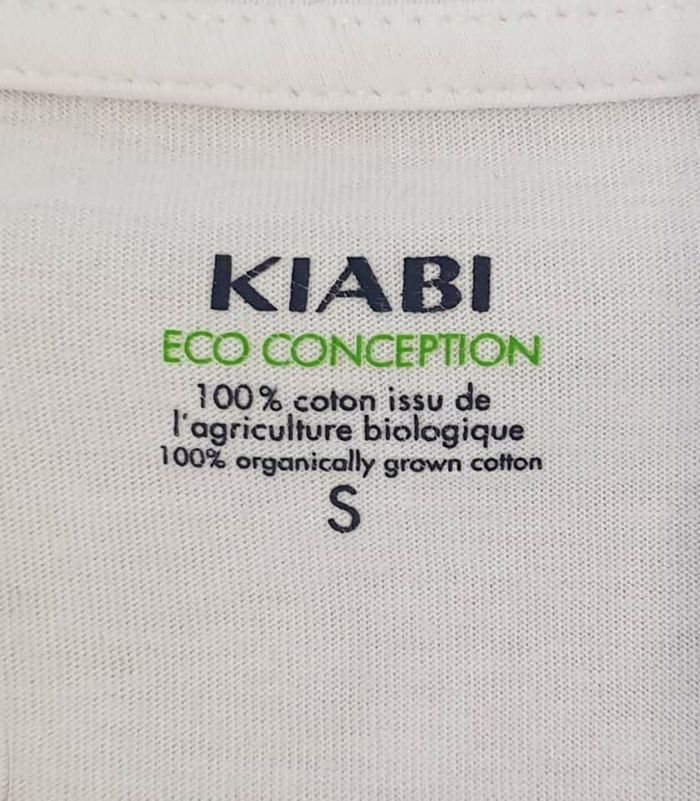 KIABI
ECO CONCEPTION
100% coton issu de
l'agriculture biologique
100% organically grown cotton
S